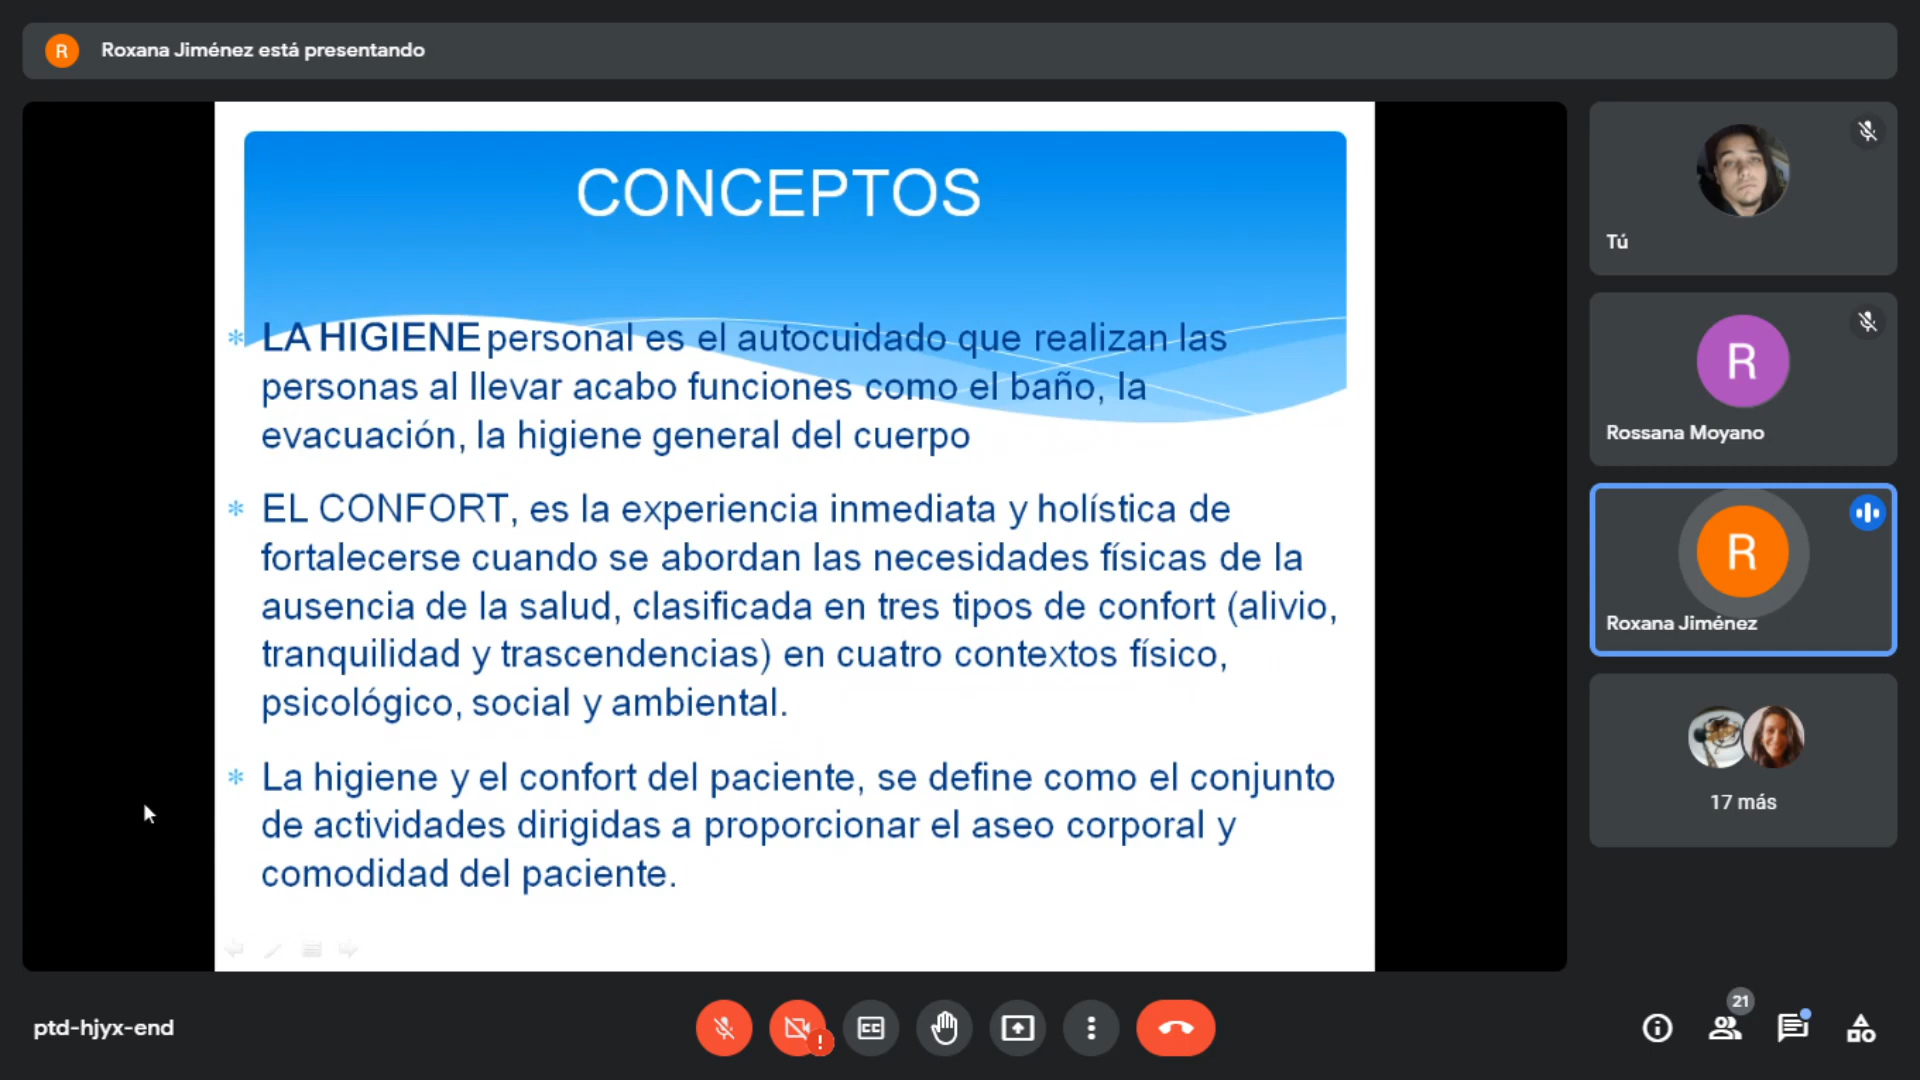 R Roxana Jiménez está presentando
CONCEPTOS
* LA HIGIENE personal es el autocuidado que realizan las
personas al llevar acabo funciones como el baño, la
evacuación, la higiene general del cuerpo
* EL CONFORT, es la experiencia inmediata y holística de
fortalecerse cuando se abordan las necesidades físicas de la
ausencia de la salud, clasificada en tres tipos de confort (alivio,
tranquilidad y trascendencias) en cuatro contextos físico,
psicológico, social y ambiental.
* La higiene y el confort del paciente, se define como el conjunto
de actividades dirigidas a proporcionar el aseo corporal y
comodidad del paciente.
Tú
R
Rossana Moyano
R
Roxana Jiménez
17 más
ptd-hjyx-end
!
CC
21